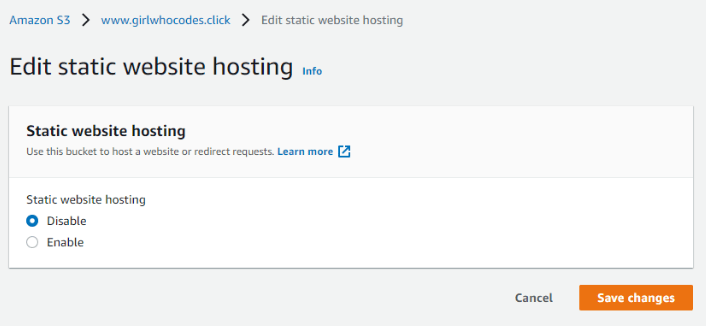 Amazon S3 > www.girlwhocodes.click > Edit static website hosting
Edit static website hosting Info
Static website hosting
Use this bucket to host a website or redirect requests. Learn more
Static website hosting
Disable
Enable
Cancel Save changes